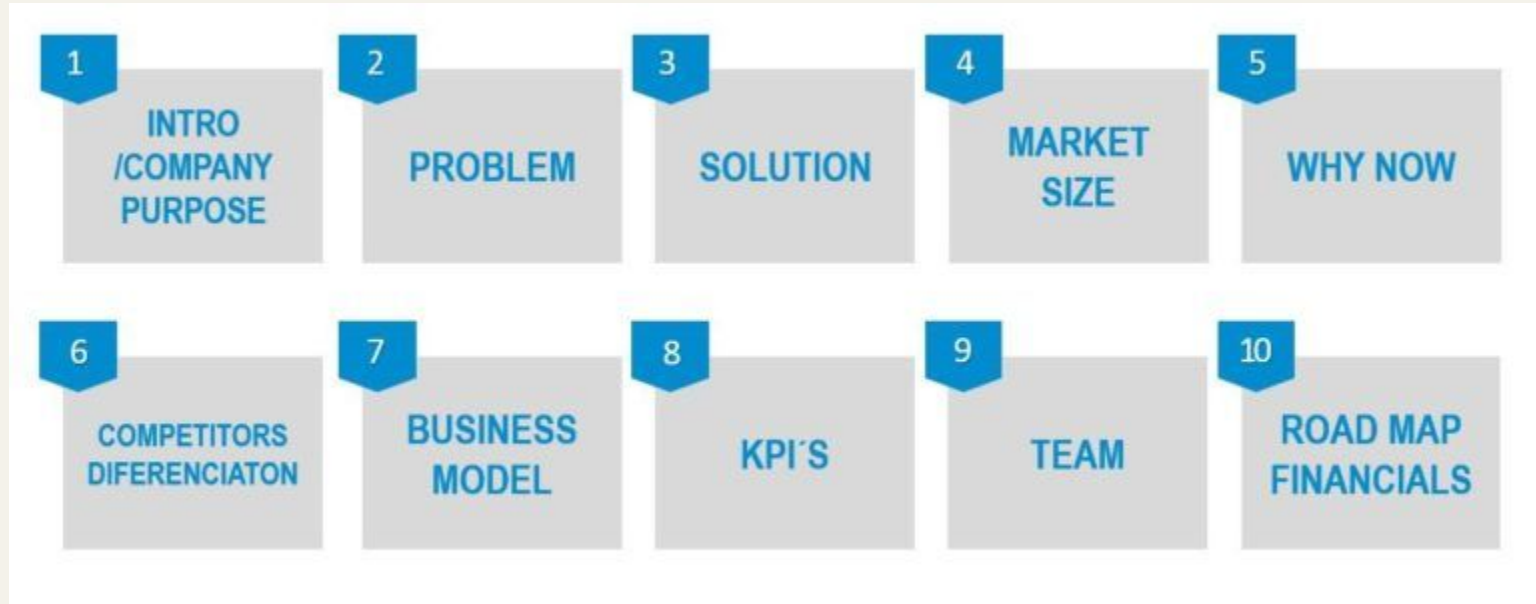 1
INTRO
/COMPANY
PURPOSE
2
PROBLEM
3
SOLUTION
4
MARKET
SIZE
5
WHY NOW
6
COMPETITORS
DIFERENCIATON
7
BUSINESS
MODEL
8
KPI´S
9
TEAM
10
ROAD MAP
FINANCIALS